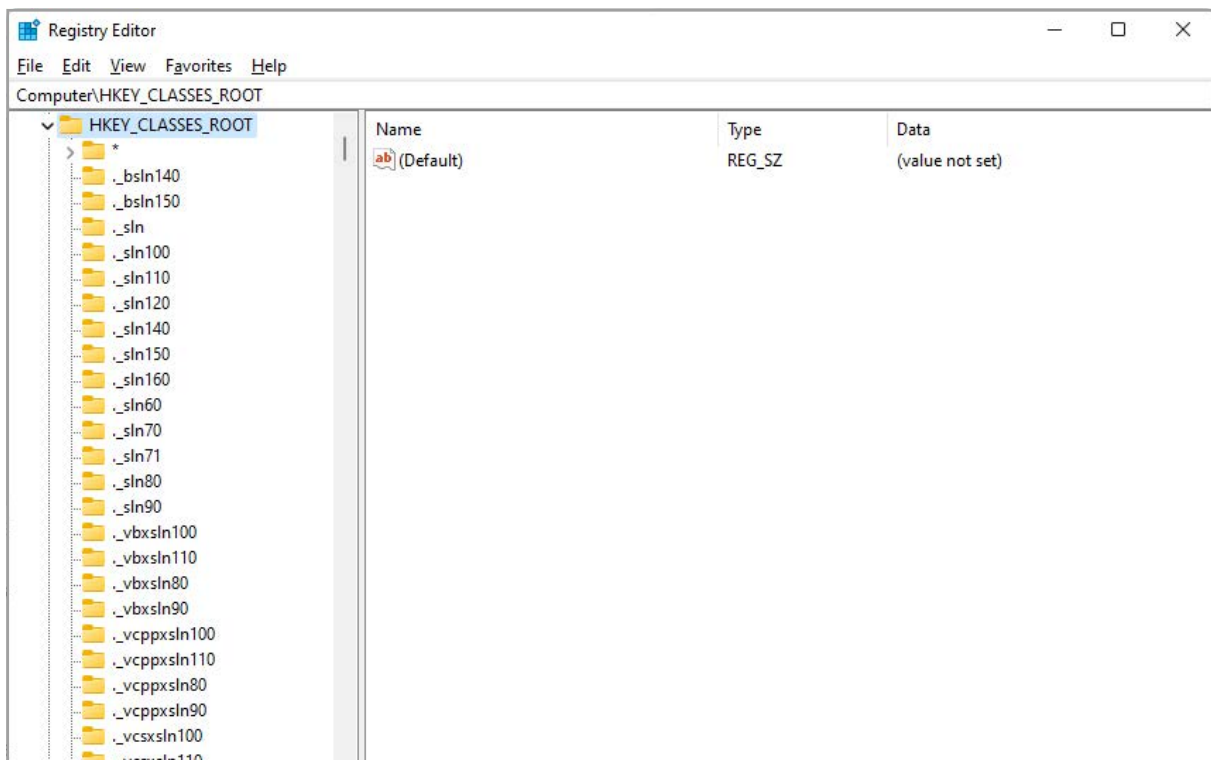 Registry Editor
File Edit View Favorites Help
Computer\HKEY_CLASSES_ROOT
HKEY_CLASSES_ROOT
*
._bsln140
._bsln150
._sln
._sln100
._sln110
._sln120
._sln140
._sln150
._sln160
._sln60
._sln70
._sln71
._sln80
._sln90
._vbxsln100
._vbxsln110
._vbxsln80
._vbxsln90
._vcppxsln100
._vcppxsln110
._vcppxsln80
._vcppxsln90
._vcsxsln100
Name Type Data
ab (Default) REG_SZ (value not set)